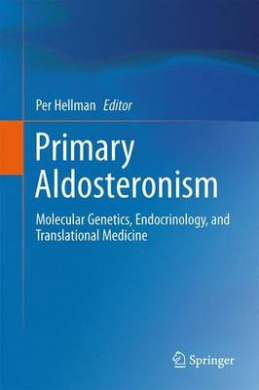 Per Hellman Editor
Primary
Aldosteronism
Molecular Genetics, Endocrinology, and
Translational Medicine
Springer